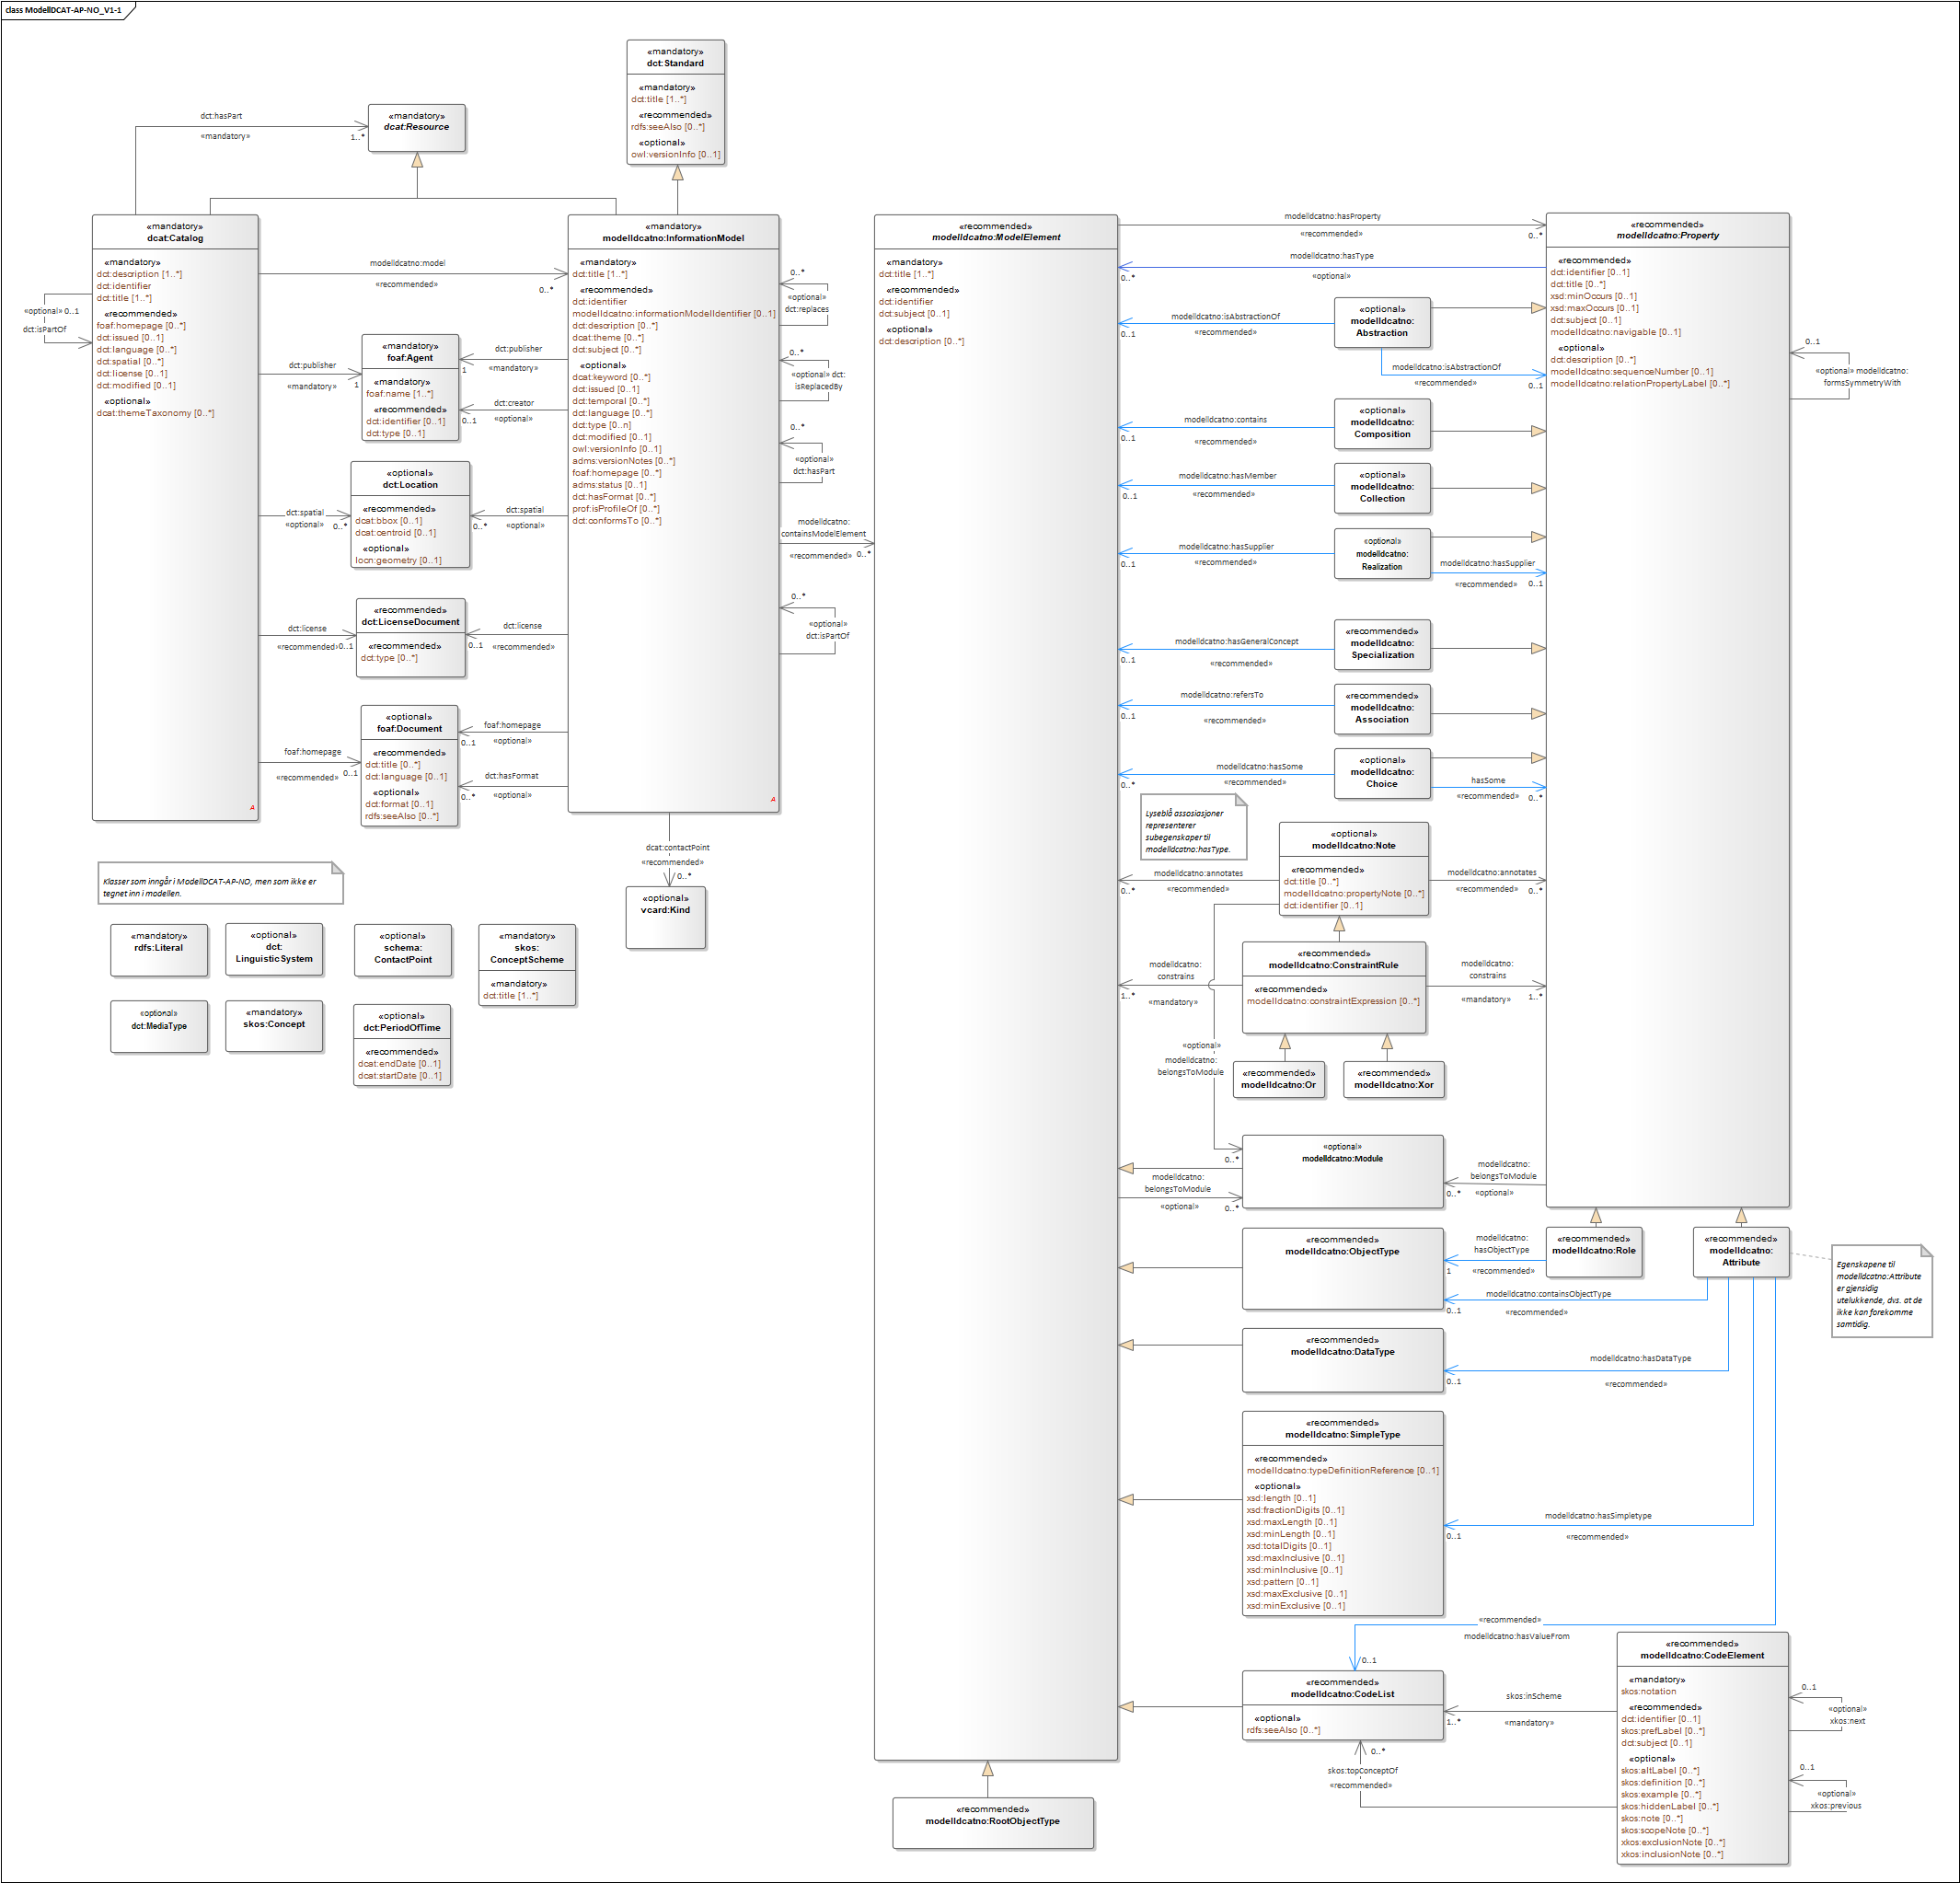 class ModellDCAT-AP-NO_V1-1
«mandatory»
dct:Standard
«mandatory»
dct:title [1..*]
«recommended»
rdfs:seeAlso [0..*]
«optional»
owl:versionInfo [0..1]
dct:hasPart
«mandatory»
1..*
«mandatory»
dcat:Resource
«mandatory»
dcat:Catalog
«mandatory»
dct:description [1..*]
dct:identifier
dct:title [1..*]
«recommended»
foaf:homepage [0..*]
dct:issued [0..1]
dct:language [0..*]
dct:spatial [0..*]
dct:license [0..1]
dct:modified [0..1]
«optional»
dcat:themeTaxonomy [0..*]
A
«optional» 0..1
dct:isPartOf
modelldcatno:model
«recommended»
0..*
dct:publisher
«mandatory»
1
«mandatory»
foaf:Agent
«mandatory»
foaf:name [1..*]
«recommended»
dct:identifier [0..1]
dct:type [0..1]
dct:publisher
1
«mandatory»
dct:creator
0..1
«optional»
«optional»
dct:Location
«recommended»
dcat:bbox [0..1]
dcat:centroid [0..1]
«optional»
locn:geometry [0..1]
dct:spatial
«optional»
0..*
dct:spatial
0..*
«optional»
«recommended»
dct:LicenseDocument
«recommended»
dct:type [0..*]
dct:license
«recommended»
0..1
dct:license
0..1
«recommended»
«optional»
foaf:Document
«recommended»
dct:title [0..*]
dct:language [0..1]
«optional»
dct:format [0..1]
rdfs:seeAlso [0..*]
foaf:homepage
«recommended»
0..1
foaf:homepage
0..1
«optional»
dct:hasFormat
0..*
«optional»
«mandatory»
modelldcatno:InformationModel
«mandatory»
dct:title [1..*]
«recommended»
dct:identifier
modelldcatno:informationModelIdentifier [0..1]
dct:description [0..*]
dcat:theme [0..*]
dct:subject [0..*]
«optional»
dcat:keyword [0..*]
dct:issued [0..1]
dct:temporal [0..*]
dct:language [0..*]
dct:type [0..n]
dct:modified [0..1]
owl:versionInfo [0..1]
adms:versionNotes [0..*]
foaf:homepage [0..*]
adms:status [0..1]
dct:hasFormat [0..*]
prof:isProfileOf [0..*]
dct:conformsTo [0..*]
A
0..*
«optional»
dct:replaces
0..*
«optional» dct:
isReplacedBy
0..*
«optional»
dct:hasPart
modelldcatno:
containsModelElement
«recommended»
0..*
0..*
«optional»
dct:isPartOf
dcat:contactPoint
«recommended»
0..*
«optional»
vcard:Kind
Klasser som inngår i ModellDCAT-AP-NO, men som ikke er
tegnet inn i modellen.
«mandatory»
rdfs:Literal
«optional»
dct:
LinguisticSystem
«optional»
schema:
ContactPoint
«mandatory»
skos:
ConceptScheme
«mandatory»
dct:title [1..*]
«optional»
dct:MediaType
«mandatory»
skos:Concept
«optional»
dct:PeriodOfTime
«recommended»
dcat:endDate [0..1]
dcat:startDate [0..1]
«recommended»
modelldcatno:ModelElement
«mandatory»
dct:title [1..*]
«recommended»
dct:identifier
dct:subject [0..1]
«optional»
dct:description [0..*]
modelldcatno:hasProperty
«recommended»
0..*
modelldcatno:hasType
«optional»
0..*
«recommended»
modelldcatno:Property
«recommended»
dct:identifier [0..1]
dct:title [0..*]
xsd:minOccurs [0..1]
xsd:maxOccurs [0..1]
dct:subject [0..1]
modelldcatno:navigable [0..1]
«optional»
dct:description [0..*]
modelldcatno:sequenceNumber [0..1]
modelldcatno:relationPropertyLabel [0..*]
0..1
«optional» modelldcatno:
formsSymmetryWith
«optional»
modelldcatno:
Abstraction
modelldcatno:isAbstractionOf
«recommended»
0..1
modelldcatno:isAbstractionOf
«recommended»
0..1
«optional»
modelldcatno:
Composition
modelldcatno:contains
«recommended»
0..1
«optional»
modelldcatno:
Collection
modelldcatno:hasMember
«recommended»
0..1
«optional»
modelldcatno:
Realization
modelldcatno:hasSupplier
«recommended»
0..1
modelldcatno:hasSupplier
«recommended»
0..1
«recommended»
modelldcatno:
Specialization
modelldcatno:hasGeneralConcept
«recommended»
0..1
«recommended»
modelldcatno:
Association
modelldcatno:refersTo
«recommended»
0..1
«optional»
modelldcatno:
Choice
modelldcatno:hasSome
«recommended»
0..*
hasSome
«recommended»
0..*
Lyseblå assosiasjoner
representerer
subegenskaper til
modelldcatno:hasType.
«optional»
modelldcatno:Note
«recommended»
dct:title [0..*]
modelldcatno:propertyNote [0..*]
dct:identifier [0..1]
modelldcatno:annotates
«recommended»
0..*
modelldcatno:annotates
«recommended»
0..*
«recommended»
modelldcatno:ConstraintRule
«recommended»
modelldcatno:constraintExpression [0..*]
modelldcatno:
constrains
«mandatory»
1..*
modelldcatno:
constrains
«mandatory»
1..*
«optional»
modelldcatno:
belongsToModule
0..*
«recommended»
modelldcatno:Or
«recommended»
modelldcatno:Xor
«optional»
modelldcatno:Module
modelldcatno:
belongsToModule
«optional»
0..*
modelldcatno:
belongsToModule
«optional»
0..*
«recommended»
modelldcatno:ObjectType
modelldcatno:
hasObjectType
1
«recommended»
«recommended»
modelldcatno:Role
«recommended»
modelldcatno:
Attribute
Egenskapene til
modelldcatno:Attribute
er gjensidig
utelukkende, dvs. at de
ikke kan forekomme
samtidig.
modelldcatno:containsObjectType
0..1
«recommended»
«recommended»
modelldcatno:DataType
modelldcatno:hasDataType
0..1
«recommended»
«recommended»
modelldcatno:SimpleType
«recommended»
modelldcatno:typeDefinitionReference [0..1]
«optional»
xsd:length [0..1]
xsd:fractionDigits [0..1]
xsd:maxLength [0..1]
xsd:minLength [0..1]
xsd:totalDigits [0..1]
xsd:maxInclusive [0..1]
xsd:minInclusive [0..1]
xsd:pattern [0..1]
xsd:maxExclusive [0..1]
xsd:minExclusive [0..1]
modelldcatno:hasSimpletype
0..1
«recommended»
«recommended»
modelldcatno:hasValueFrom
0..1
«recommended»
modelldcatno:CodeList
«optional»
rdfs:seeAlso [0..*]
skos:inScheme
1..*
«mandatory»
0..*
skos:topConceptOf
«recommended»
«recommended»
modelldcatno:CodeElement
«mandatory»
skos:notation
«recommended»
dct:identifier [0..1]
skos:prefLabel [0..*]
dct:subject [0..1]
«optional»
skos:altLabel [0..*]
skos:definition [0..*]
skos:example [0..*]
skos:hiddenLabel [0..*]
skos:note [0..*]
skos:scopeNote [0..*]
xkos:exclusionNote [0..*]
xkos:inclusionNote [0..*]
0..1
«optional»
xkos:next
0..1
«optional»
xkos:previous
«recommended»
modelldcatno:RootObjectType